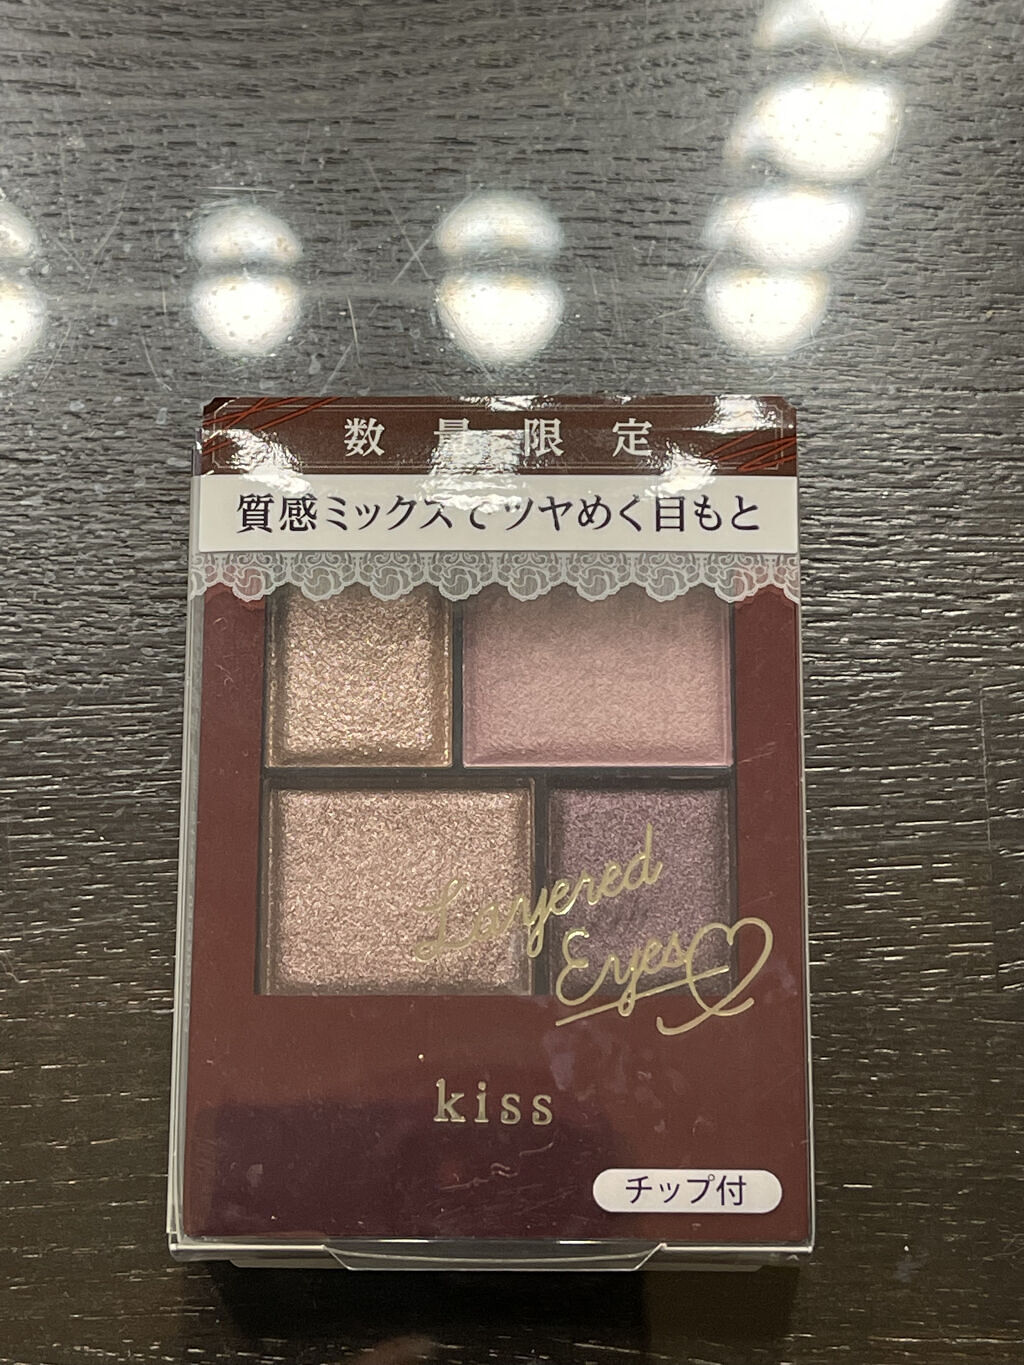 数量限定
質感ミックスでツヤめく目もと
Layered
Eyes
kiss
チップ付